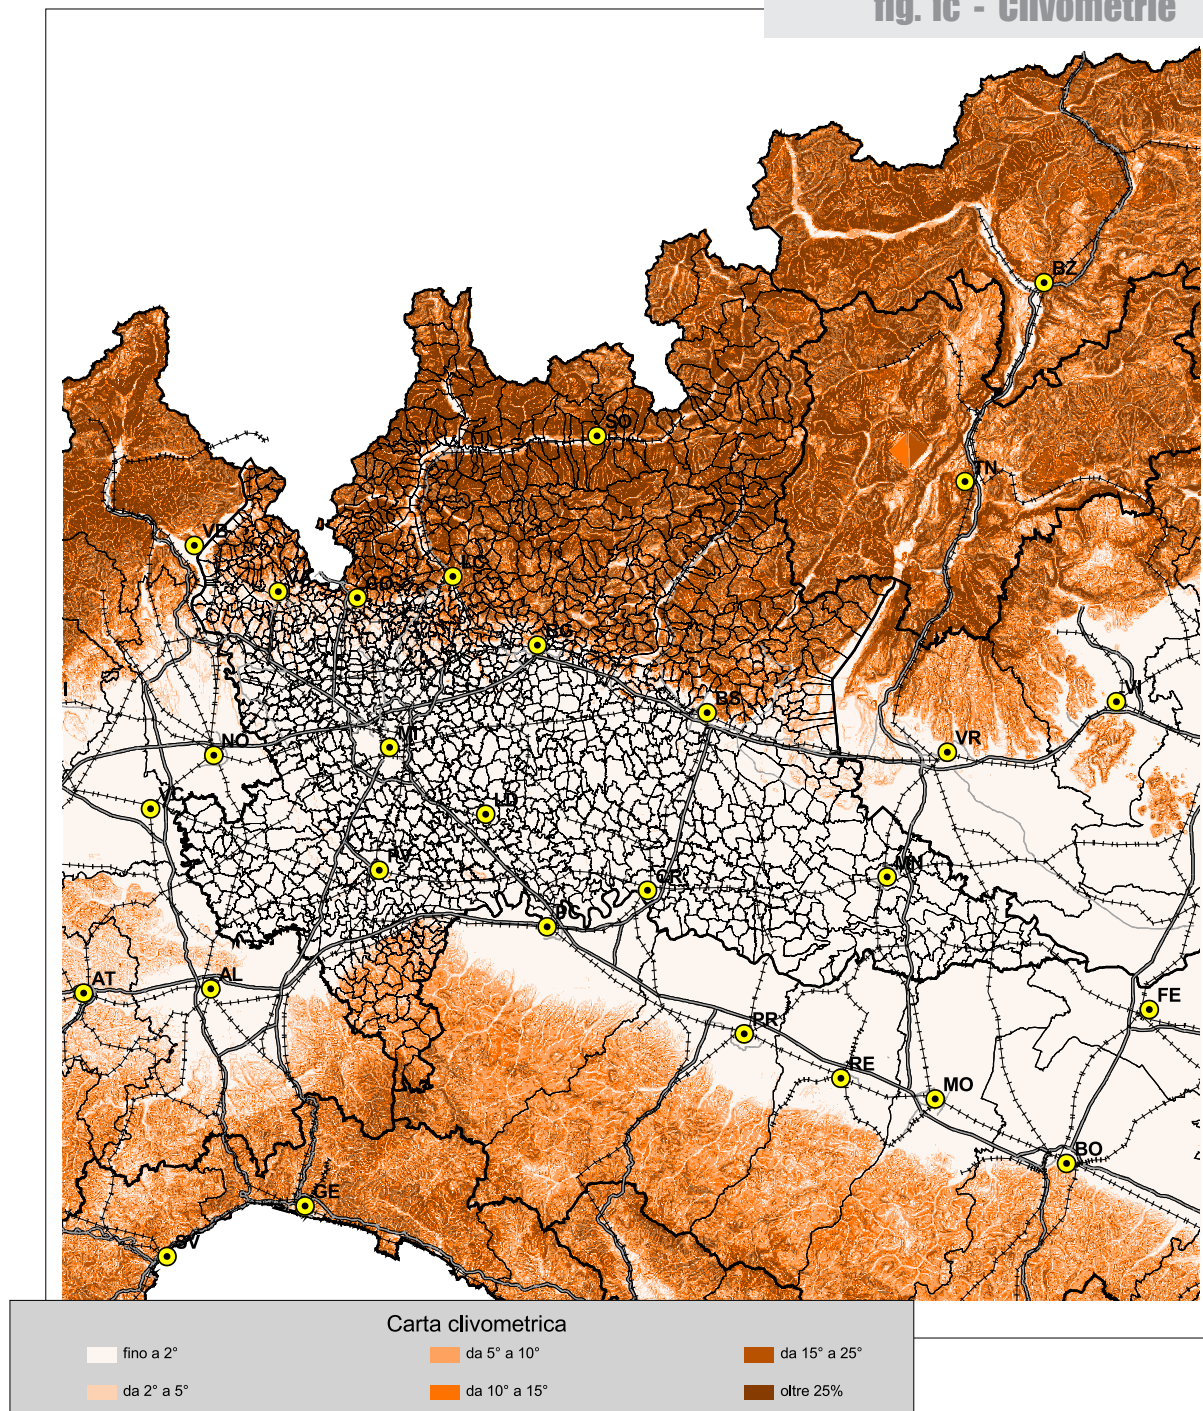 fig. 1c - Clivometrie
BZ
SO
TN
VB
VA
CO
LC
BG
BS
VI
VR
NO
MI
LO
PV
CR
MN
PC
AT
AL
FE
PR
RE
MO
BO
GE
SV
Carta clivometrica
fino a 2°
da 5° a 10°
da 15° a 25°
da 2° a 5°
da 10° a 15°
oltre 25%